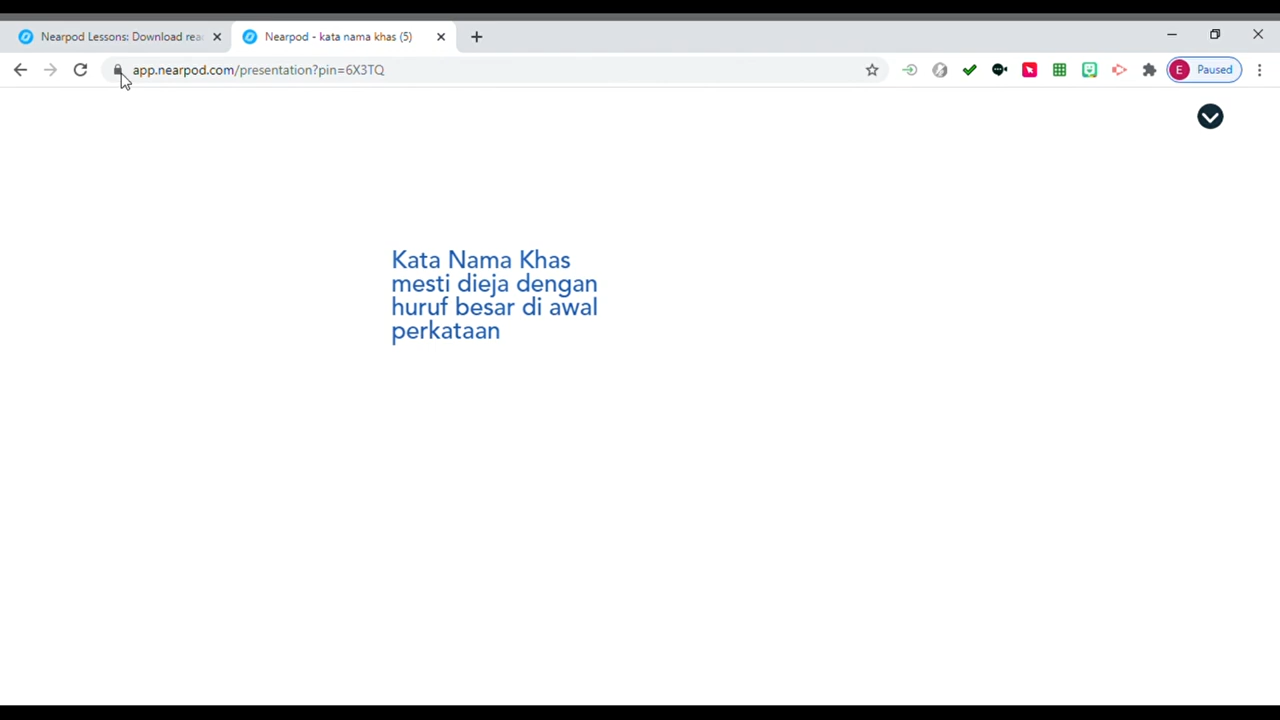 Nearpod Lessons: Download rea
Nearpod - kata nama khas (5)
app.nearpod.com/presentation?pin=6X3TQ
E Paused
Kata Nama Khas
mesti dieja dengan
huruf besar di awal
perkataan